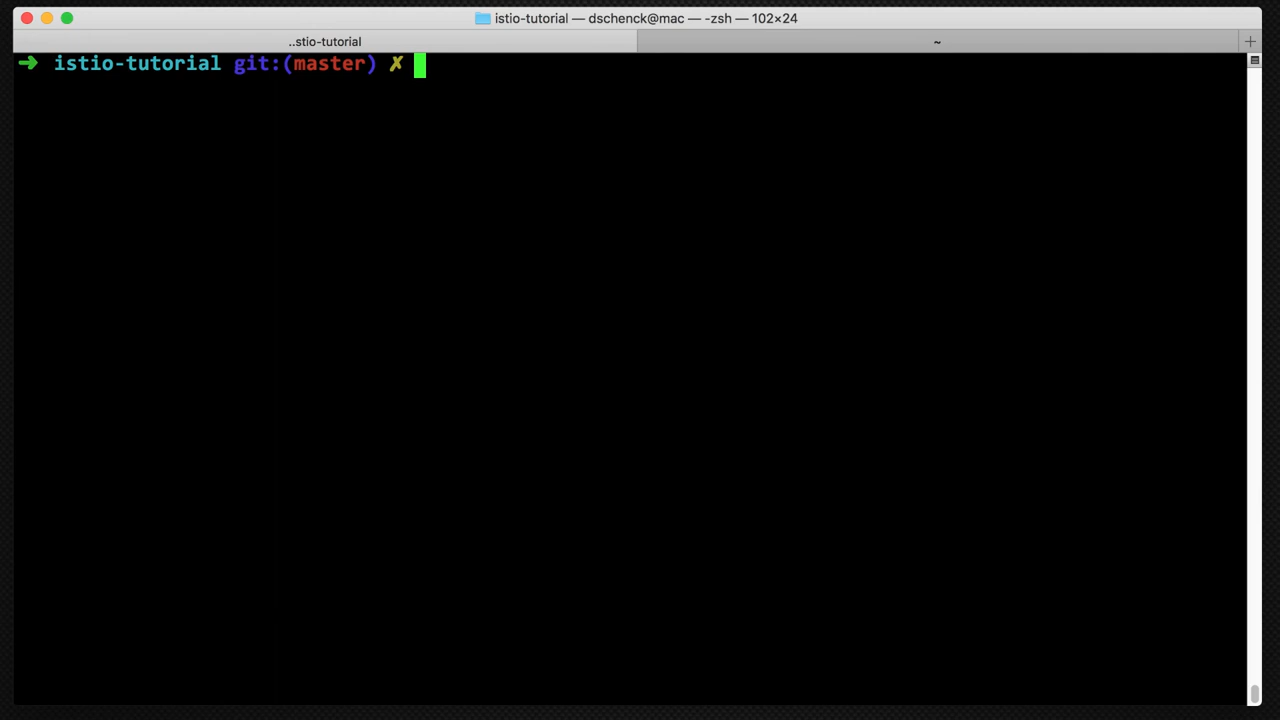 istio-tutorial — dschenck@mac — -zsh — 102×24
..stio-tutorial
~
+
➜ istio-tutorial git:(master) ✗